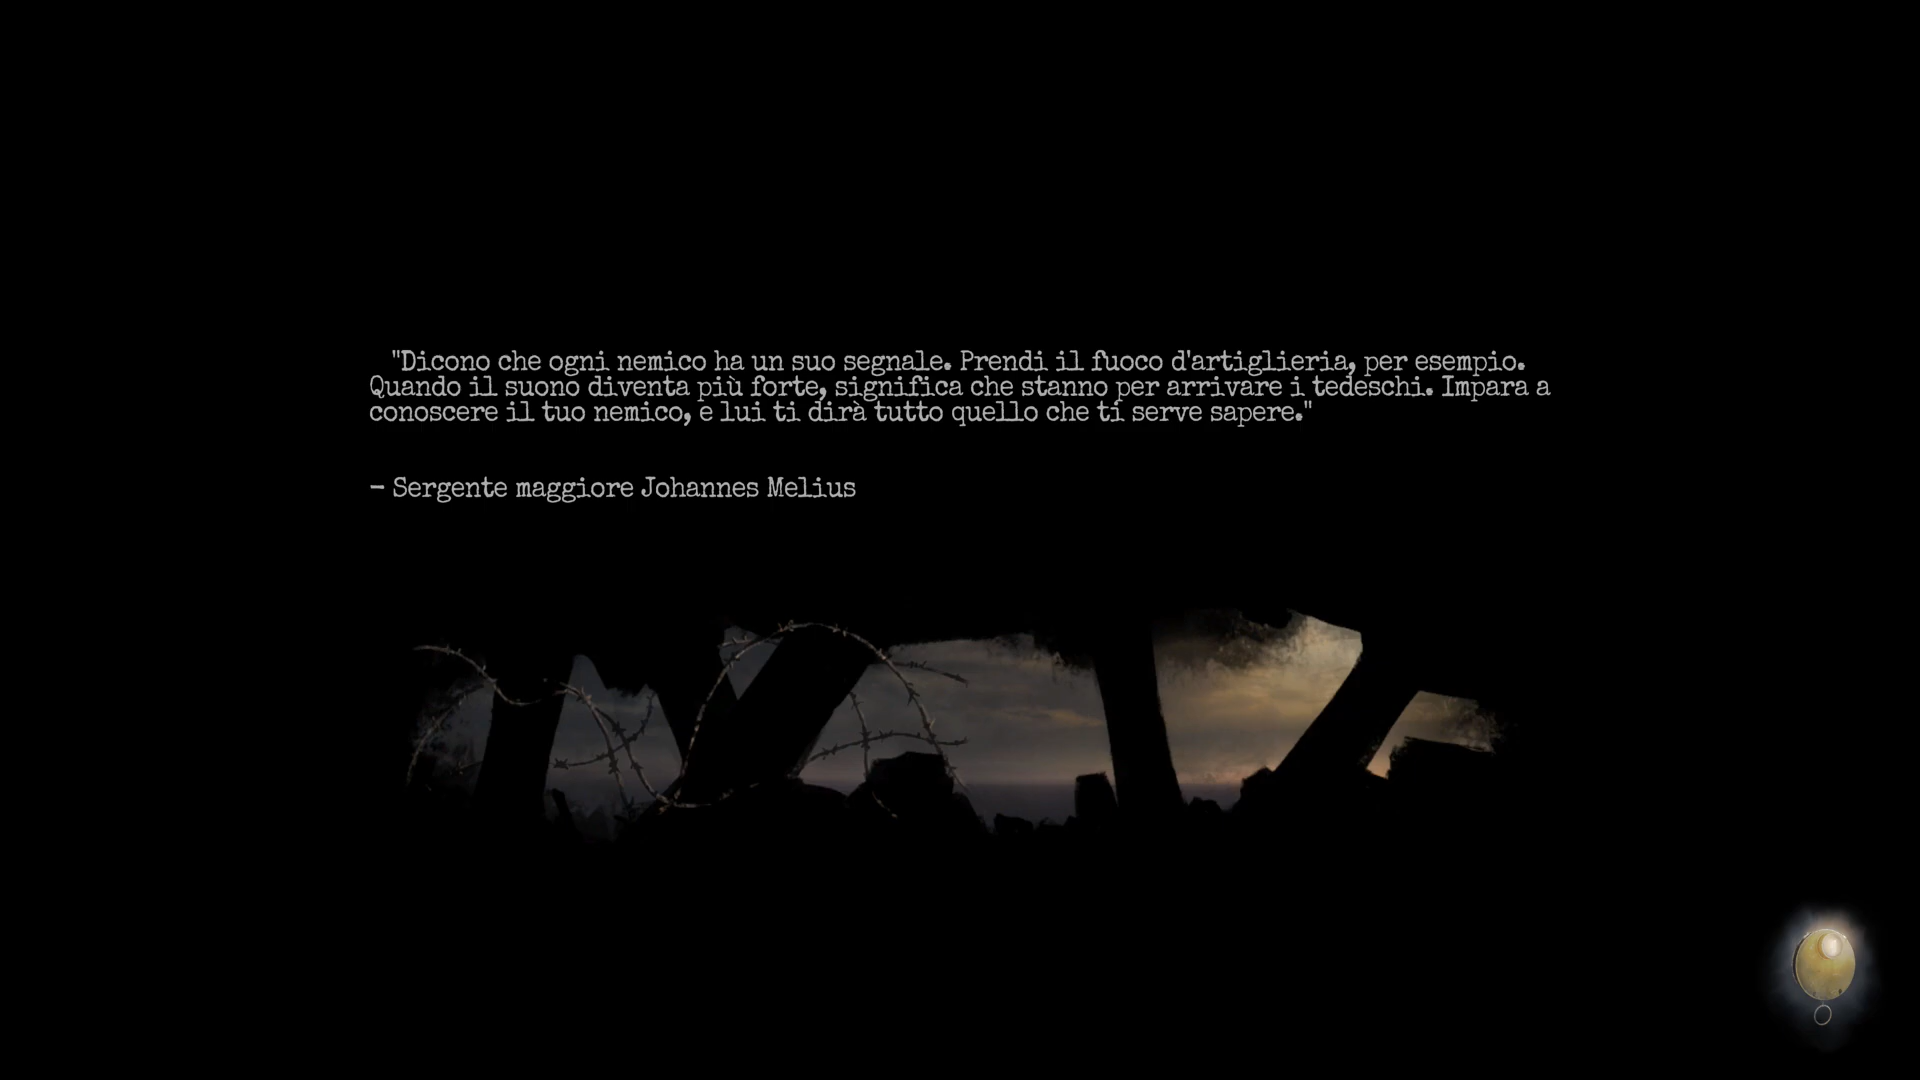 "Dicono che ogni nemico ha un suo segnale. Prendi il fuoco d'artiglieria, per esempio.
Quando il suono diventa più forte, significa che stanno per arrivare i tedeschi. Impara a
conoscere il tuo nemico, e lui ti dirà tutto quello che ti serve sapere."
- Sergente maggiore Johannes Melius